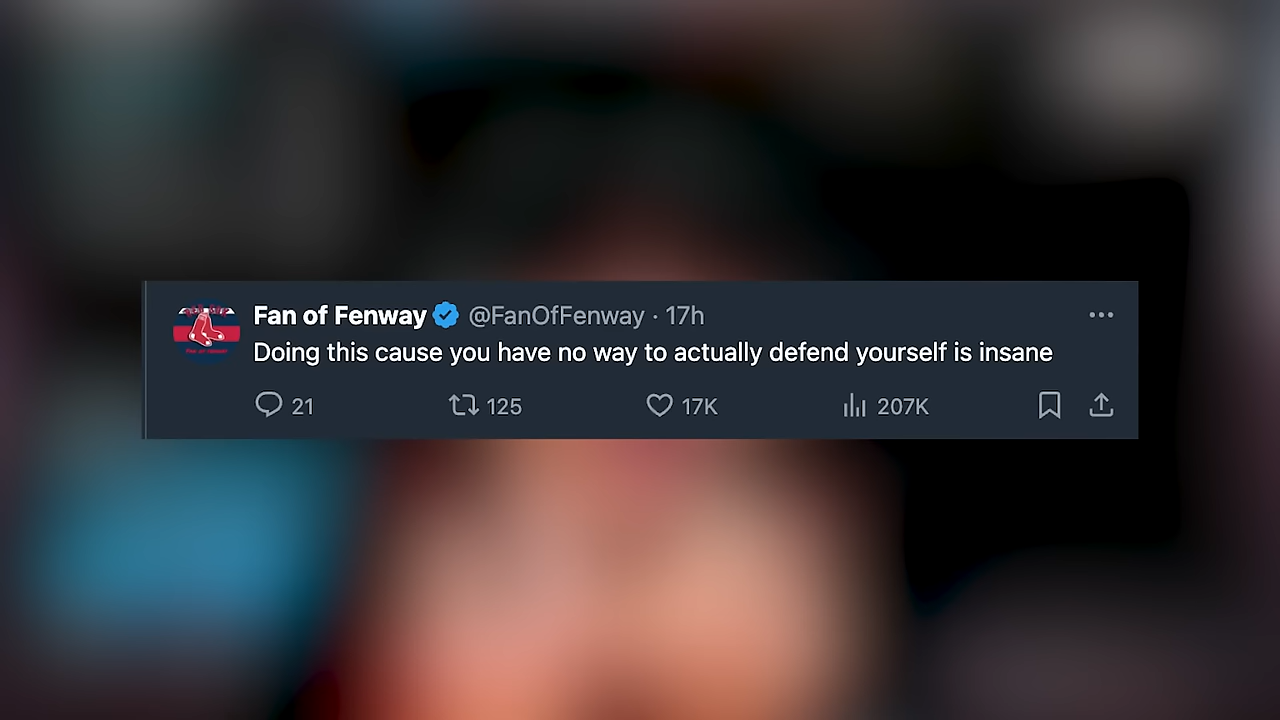 Fan of Fenway @FanOfFenway · 17h
Doing this cause you have no way to actually defend yourself is insane
21 125 17K 207K